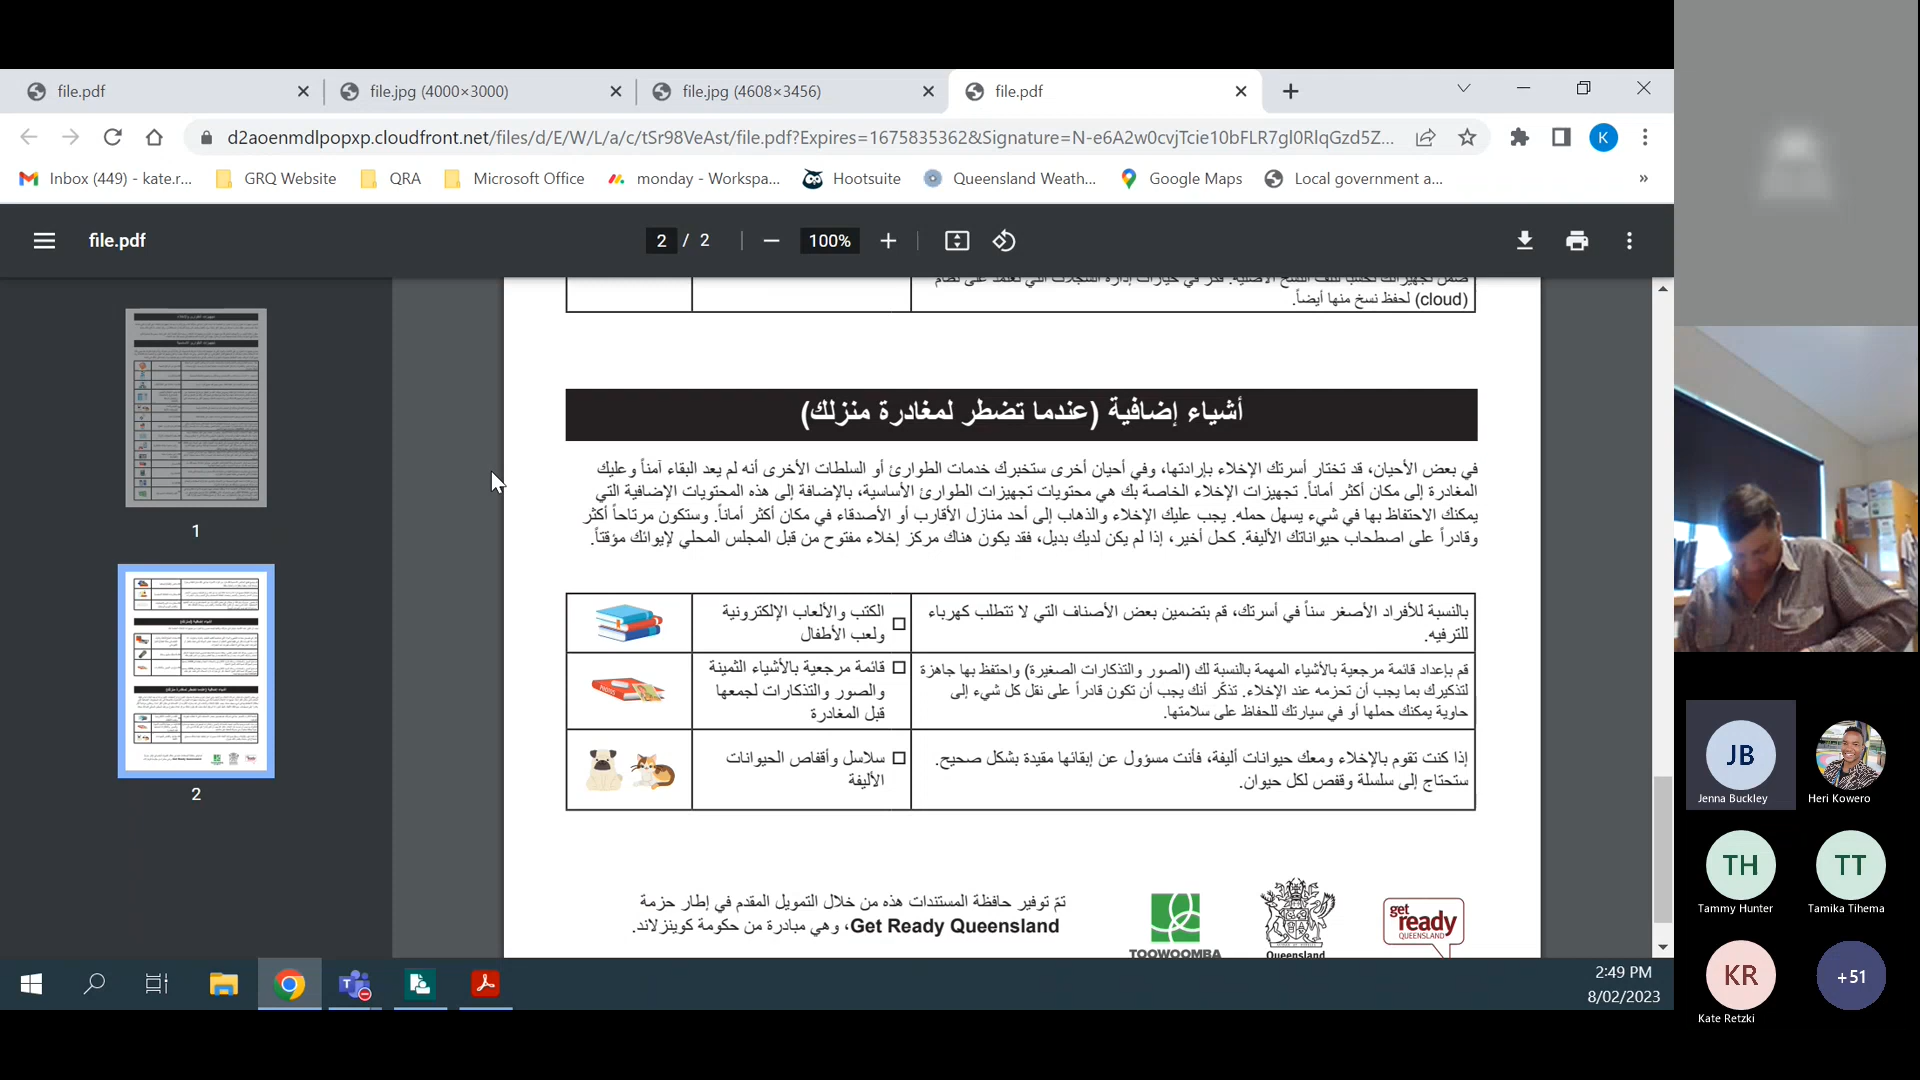 file.pdf
file.jpg (4000×3000)
file.jpg (4608×3456)
file.pdf
d2aoenmdlpopxp.cloudfront.net/files/d/E/W/L/a/c/tSr98VeAst/file.pdf?Expires=1675835362&Signature=N-e6A2w0cvjTcie10bFLR7gI0RlqGzd5Z...
K
Inbox (449) - kate.r...
GRQ Website
QRA
Microsoft Office
monday - Workspa...
Hootsuite
Queensland Weath...
Google Maps
Local government a...
»
file.pdf
2 / 2
100%
1
2
(cloud) لحفظ نسخ منها أيضاً.
أشياء إضافية (عندما تضطر لمغادرة منزلك)
في بعض الأحيان، قد تختار أسرتك الإخلاء بإرادتها، وفي أحيان أخرى ستخبرك خدمات الطوارئ أو السلطات الأخرى أنه لم يعد البقاء آمناً وعليك
المغادرة إلى مكان أكثر أماناً. تجهيزات الإخلاء الخاصة بك هي محتويات تجهيزات الطوارئ الأساسية، بالإضافة إلى هذه المحتويات الإضافية التي
يمكنك الاحتفاظ بها في شيء يسهل حمله. يجب عليك الإخلاء والذهاب إلى أحد منازل الأقارب أو الأصدقاء في مكان أكثر أماناً. وستكون مرتاحاً أكثر
وقادراً على اصطحاب حيواناتك الأليفة. كحل أخير، إذا لم يكن لديك بديل، فقد يكون هناك مركز إخلاء مفتوح من قبل المجلس المحلي لإيوائك مؤقتاً.
بالنسبة للأفراد الأصغر سناً في أسرتك، قم بتضمين بعض الأصناف التي لا تتطلب كهرباء
للترفيه.
الكتب والألعاب الإلكترونية
ولعب الأطفال
قم بإعداد قائمة مرجعية بالأشياء المهمة بالنسبة لك (الصور والتذكارات الصغيرة) واحتفظ بها جاهزة
لتذكيرك بما يجب أن تحزمه عند الإخلاء. تذكّر أنك يجب أن تكون قادراً على نقل كل شيء إلى
حاوية يمكنك حملها أو في سيارتك للحفاظ على سلامتها.
قائمة مرجعية بالأشياء الثمينة
والصور والتذكارات لجمعها
قبل المغادرة
PHOTOS
إذا كنت تقوم بالإخلاء ومعك حيوانات أليفة، فأنت مسؤول عن إبقائها مقيدة بشكل صحيح.
ستحتاج إلى سلسلة وقفص لكل حيوان.
سلاسل وأقفاص الحيوانات
الأليفة
تمّ توفير حافظة المستندات هذه من خلال التمويل المقدم في إطار حزمة
Get Ready Queensland، وهي مبادرة من حكومة كوينزلاند.
TOOWOOMBA
Queensland
get
ready
QUEENSLAND
2:49 PM
8/02/2023
JB
Jenna Buckley
Heri Kowero
TH
Tammy Hunter
TT
Tamika Tihema
KR
Kate Retzki
+51